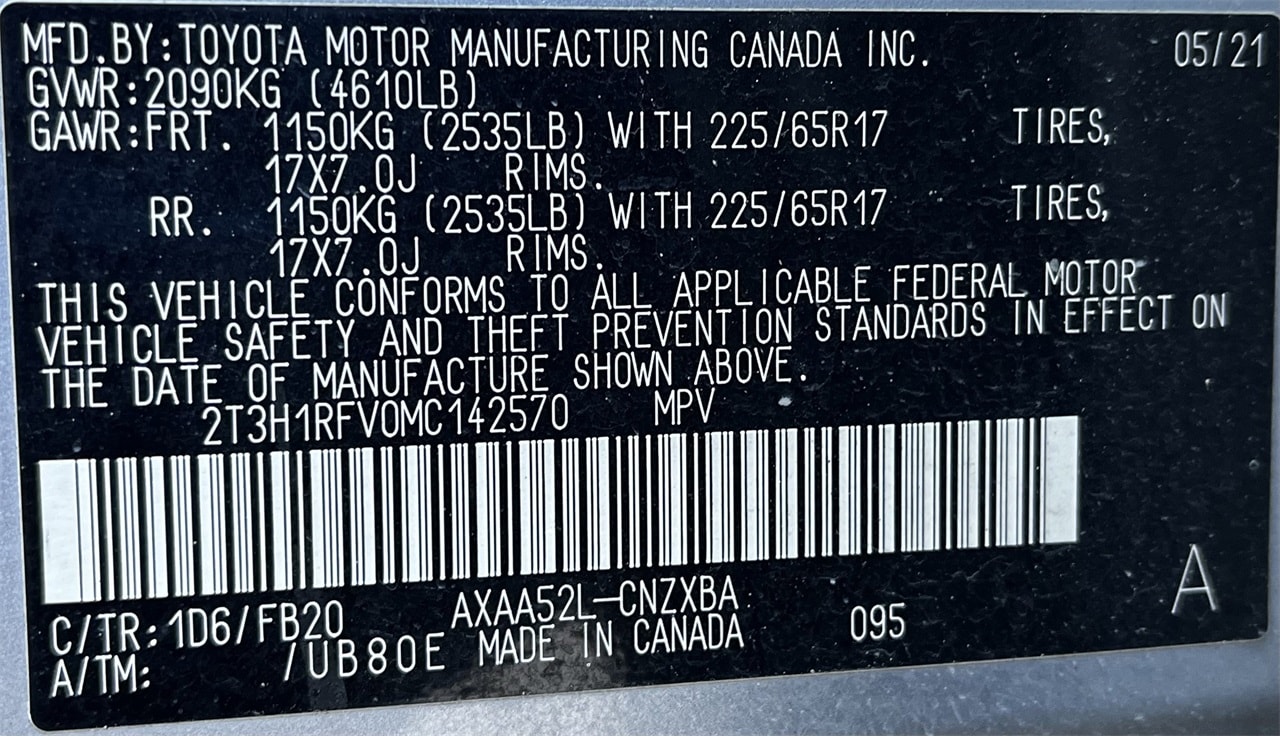 MFD.BY:TOYOTA MOTOR MANUFACTURING CANADA INC. 05/21
GVWR:2090KG (4610LB)
GAWR:FRT. 1150KG (2535LB) WITH 225/65R17 TIRES,
17X7.0J RIMS.
RR. 1150KG (2535LB) WITH 225/65R17 TIRES,
17X7.0J RIMS.
THIS VEHICLE CONFORMS TO ALL APPLICABLE FEDERAL MOTOR
VEHICLE SAFETY AND THEFT PREVENTION STANDARDS IN EFFECT ON
THE DATE OF MANUFACTURE SHOWN ABOVE.
2T3H1RFV0MC142570 MPV
C/TR:1D6/FB20 AXAA52L-CNZXBA A
A/TM: /UB80E MADE IN CANADA 095